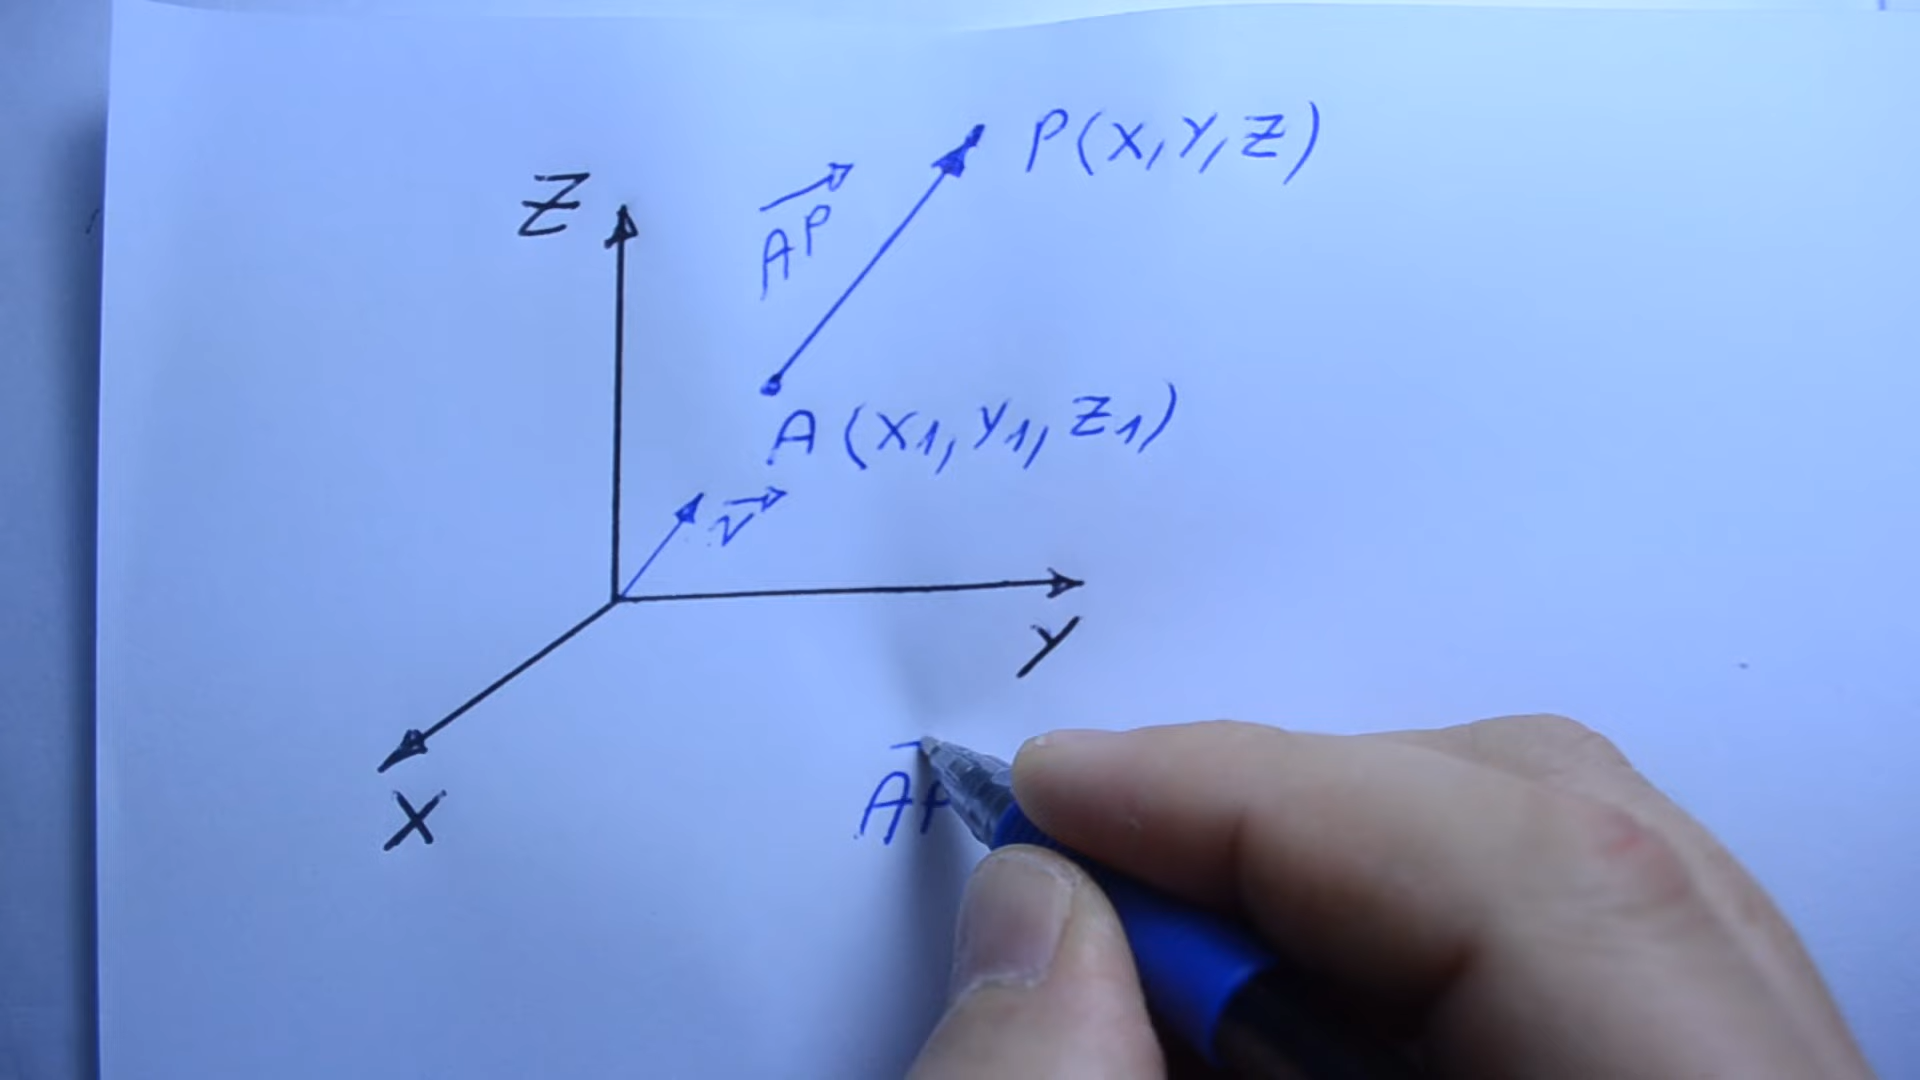 P(X,Y,Z)
Z
AP
A(X1,Y1,Z1)
V
Y
AP
X